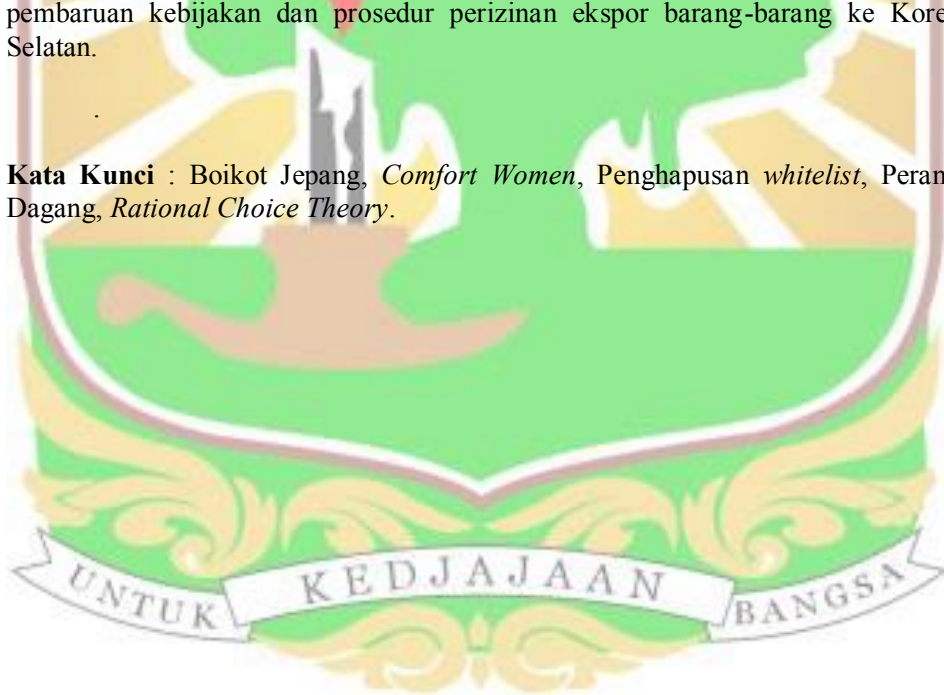 pembaruan kebijakan dan prosedur perizinan ekspor barang-barang ke Kore
Selatan.
.
Kata Kunci : Boikot Jepang, Comfort Women, Penghapusan whitelist, Peran
Dagang, Rational Choice Theory.
UNTUK KEDJAJAAN BANGSA